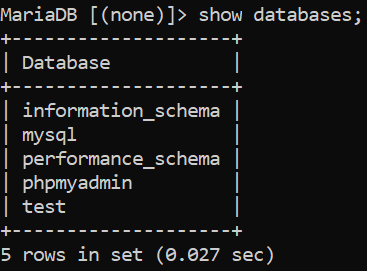 MariaDB [(none)]> show databases;
+--------------------+
| Database           |
+--------------------+
| information_schema |
| mysql              |
| performance_schema |
| phpmyadmin         |
| test               |
+--------------------+
5 rows in set (0.027 sec)